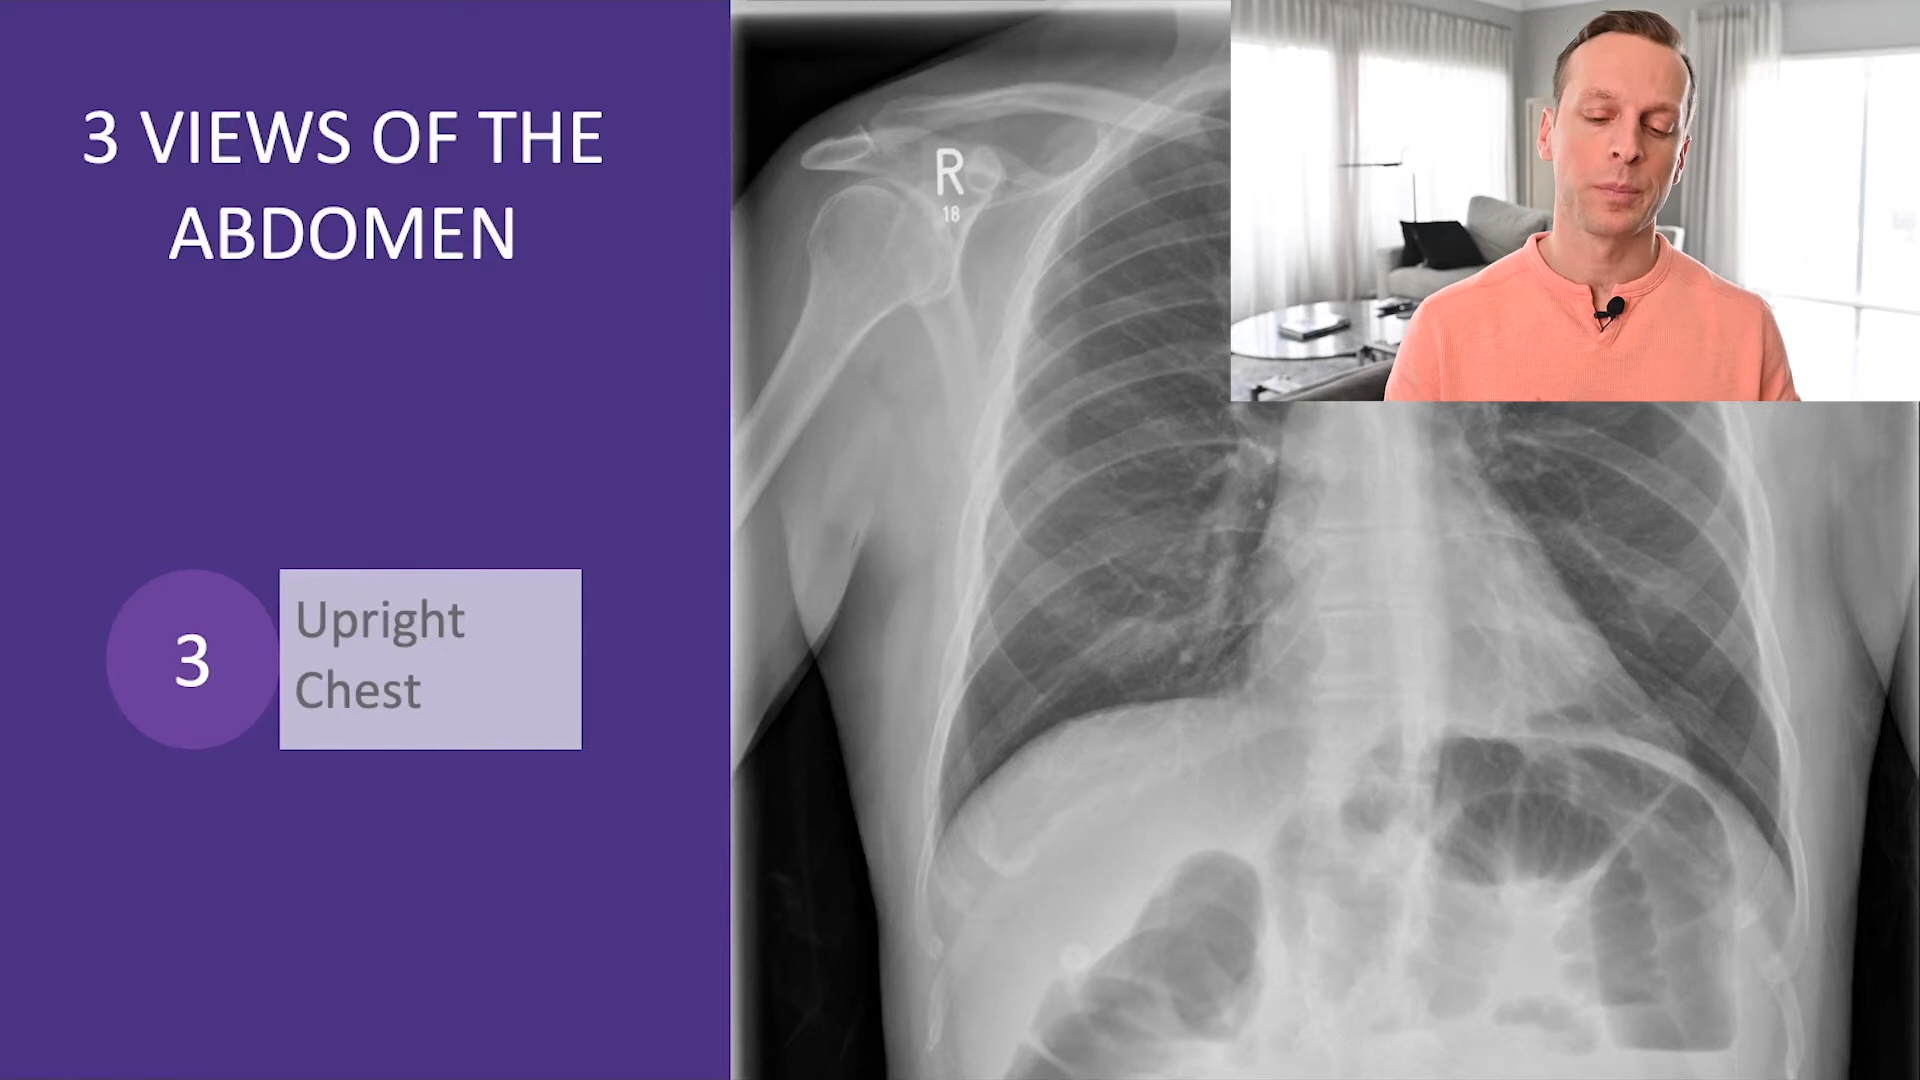 3 VIEWS OF THE
ABDOMEN
3
Upright
Chest
R
18